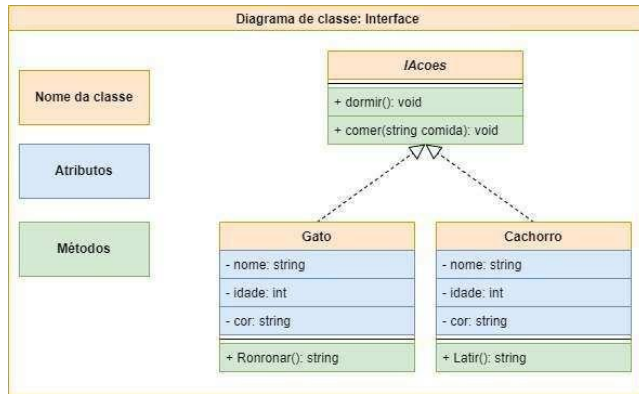 Diagrama de classe: Interface
Nome da classe
Atributos
Métodos
IAcoes
+ dormir(): void
+ comer(string comida): void
Gato
- nome: string
- idade: int
- cor: string
+ Ronronar(): string
Cachorro
- nome: string
- idade: int
- cor: string
+ Latir(): string